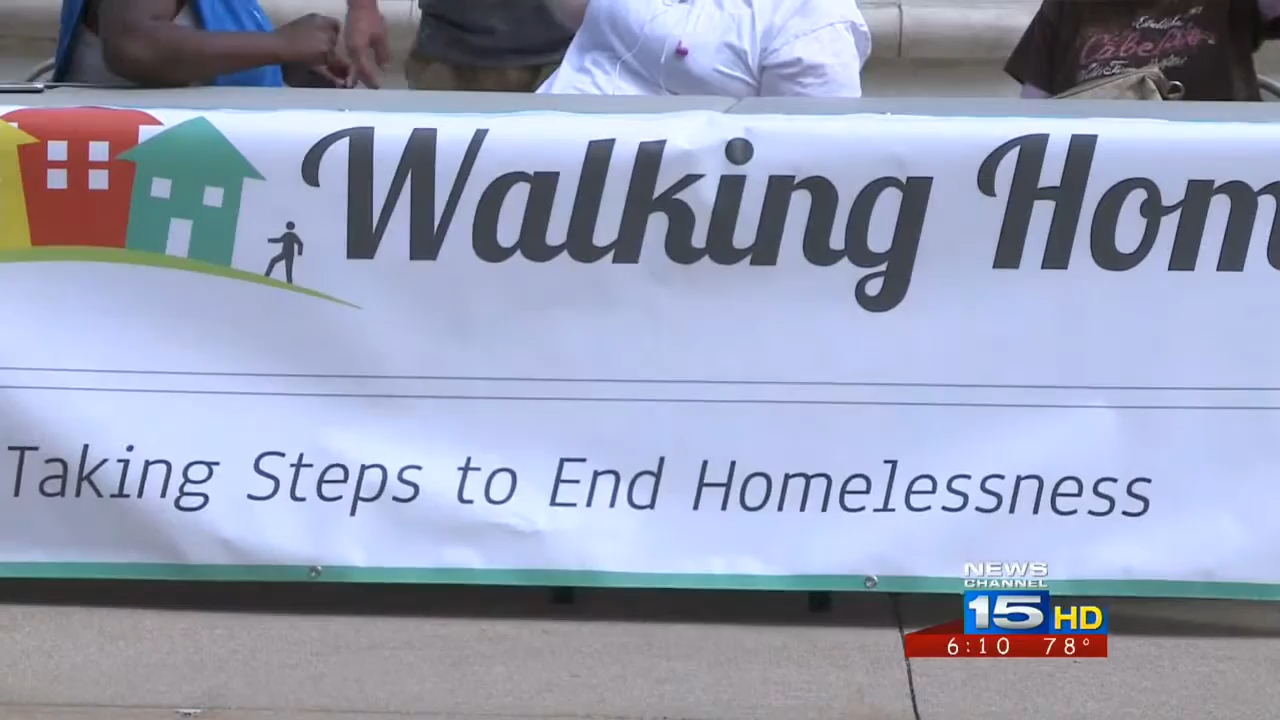 Walking Hom
Taking Steps to End Homelessness
NEWS
CHANNEL
15 HD
6:10 78°